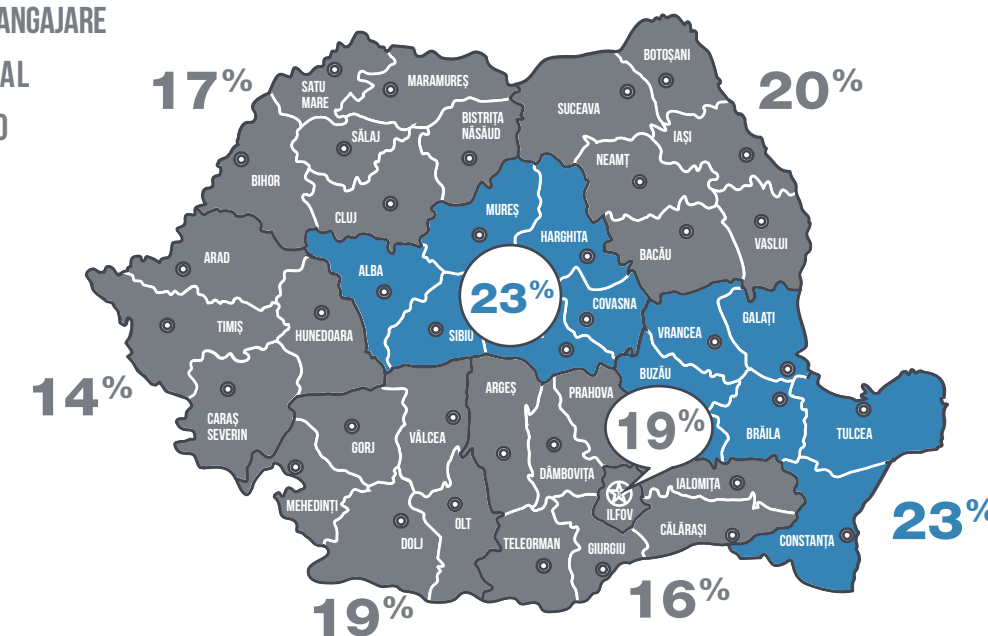 ANGAJARE
AL
BOTOȘANI
17%
SATU
MARE
MARAMUREȘ
20%
SUCEAVA
BISTRIȚA
NĂSĂUD
SĂLAJ
IAȘI
NEAMȚ
BIHOR
CLUJ
MUREȘ
HARGHITA
VASLUI
BACĂU
ARAD
ALBA
23%
COVASNA
TIMIȘ
HUNEDOARA
SIBIU
VRANCEA
GALAȚI
BUZĂU
14%
ARGEȘ
PRAHOVA
CARAȘ
SEVERIN
GORJ
VÂLCEA
19%
BRĂILA
TULCEA
DÂMBOVIȚA
IALOMIȚA
MEHEDINȚI
ILFOV
OLT
CĂLĂRAȘI
23%
DOLJ
TELEORMAN
GIURGIU
CONSTANȚA
19%
16%